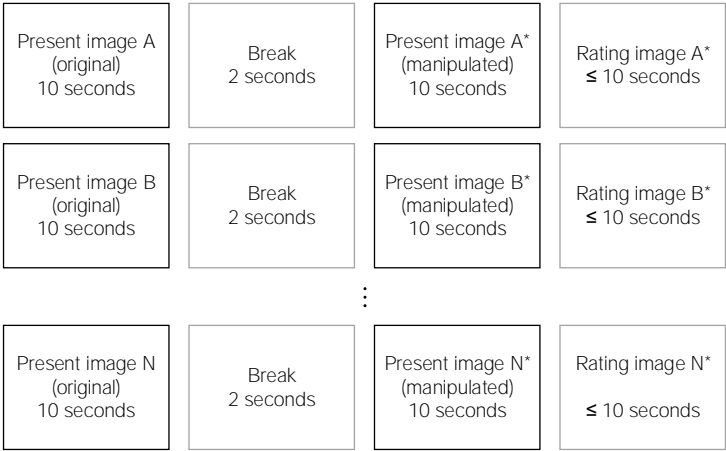 Present image A
(original)
10 seconds
Break
2 seconds
Present image A*
(manipulated)
10 seconds
Rating image A*
≤ 10 seconds
Present image B
(original)
10 seconds
Break
2 seconds
Present image B*
(manipulated)
10 seconds
Rating image B*
≤ 10 seconds
⋮
Present image N
(original)
10 seconds
Break
2 seconds
Present image N*
(manipulated)
10 seconds
Rating image N*
≤ 10 seconds